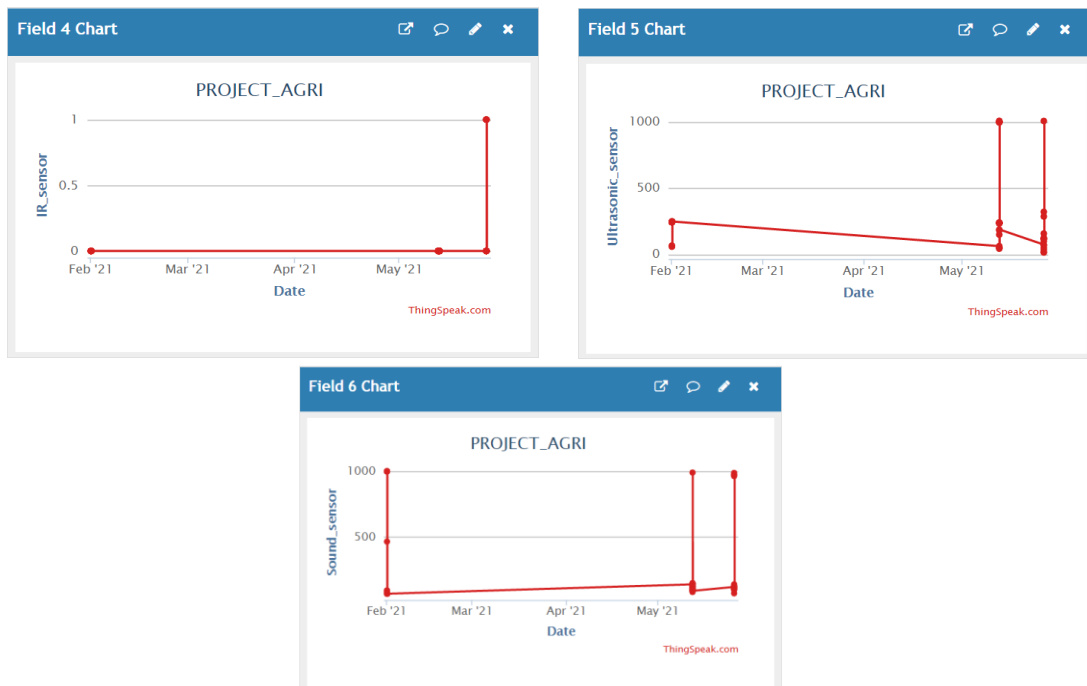 Field 4 Chart
PROJECT_AGRI
IR_sensor
1
0.5
0
Feb '21 Mar '21 Apr '21 May '21
Date
ThingSpeak.com
Field 5 Chart
PROJECT_AGRI
Ultrasonic_sensor
1000
500
0
Feb '21 Mar '21 Apr '21 May '21
Date
ThingSpeak.com
Field 6 Chart
PROJECT_AGRI
Sound_sensor
1000
500
Feb '21 Mar '21 Apr '21 May '21
Date
ThingSpeak.com